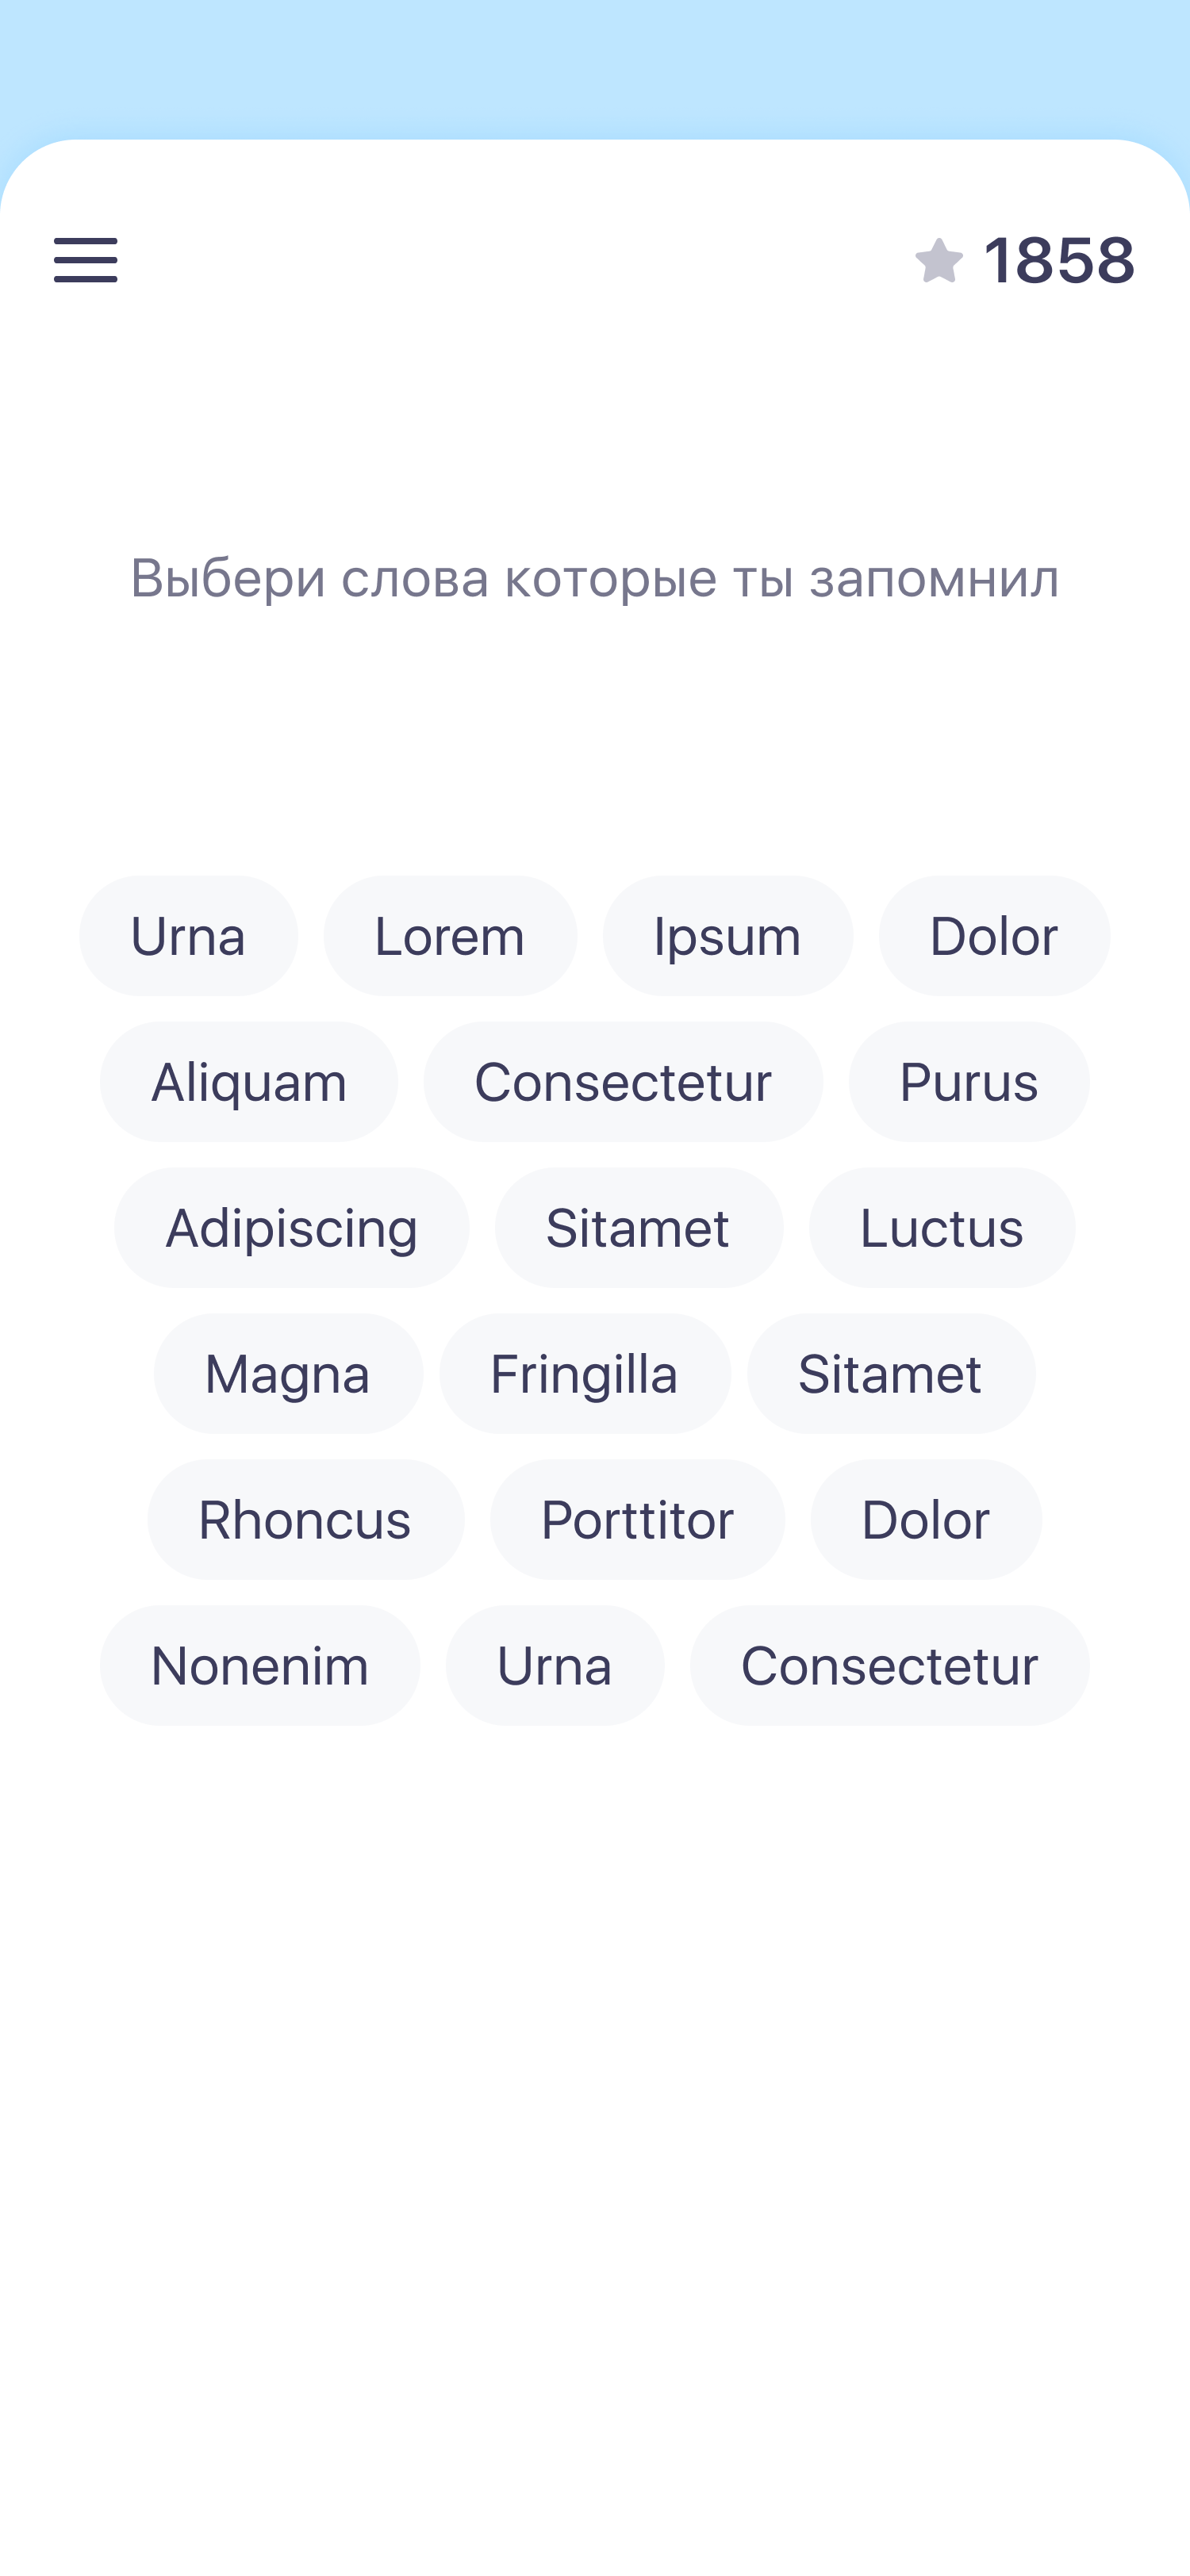 1858
Выбери слова которые ты запомнил
Urna Lorem Ipsum Dolor
Aliquam Consectetur Purus
Adipiscing Sitamet Luctus
Magna Fringilla Sitamet
Rhoncus Porttitor Dolor
Nonenim Urna Consectetur